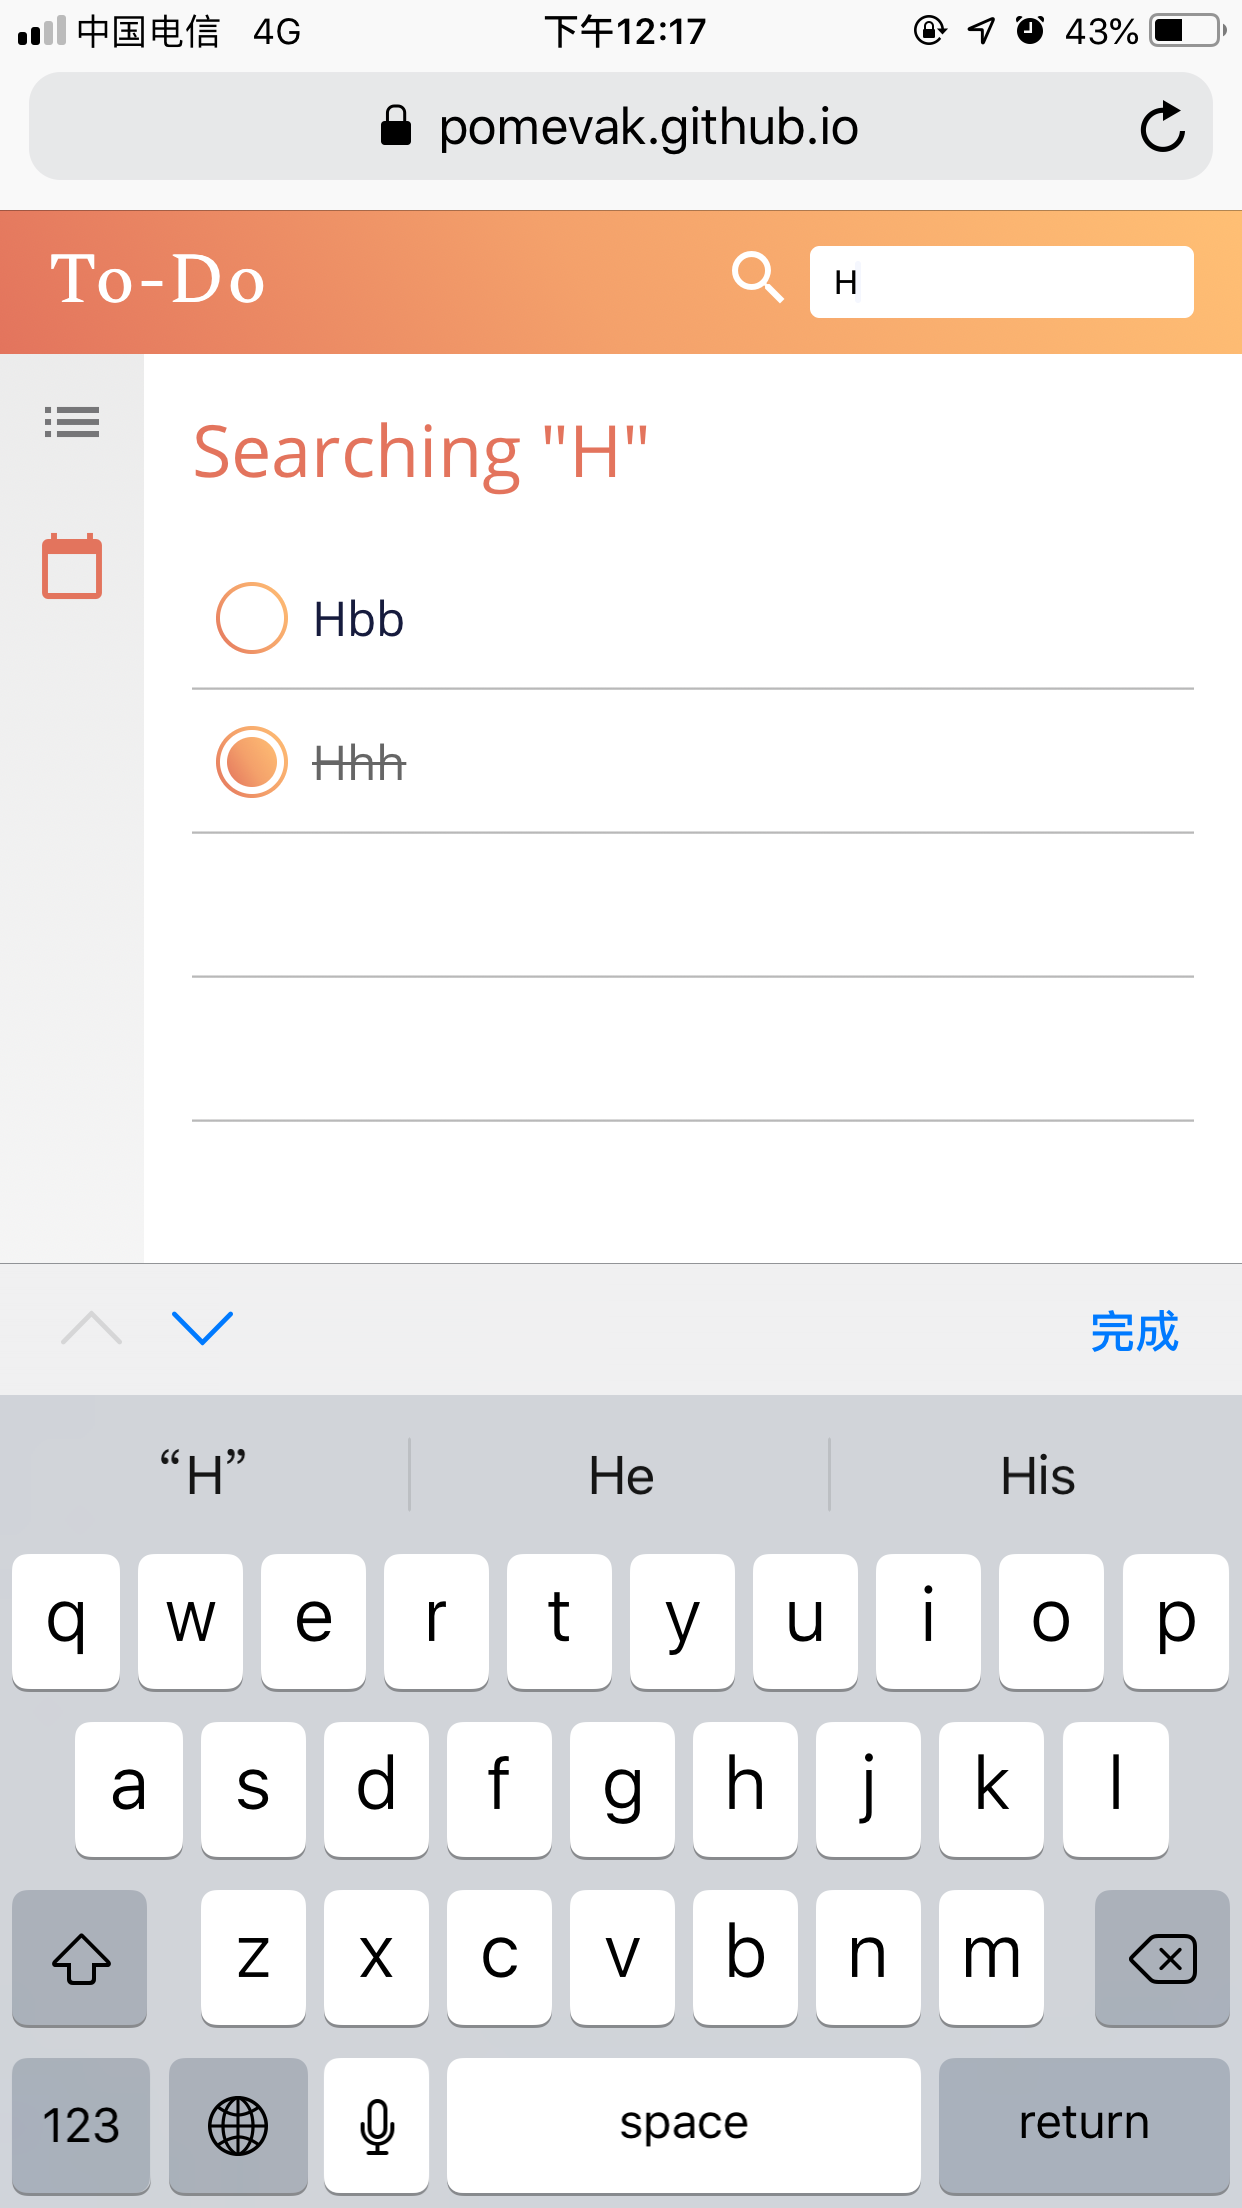 中国电信 4G 下午12:17 43%
pomevak.github.io
To-Do H
Searching "H"
Hbb
Hhh
完成
“H” He His
q w e r t y u i o p
a s d f g h j k l
z x c v b n m
123 space return